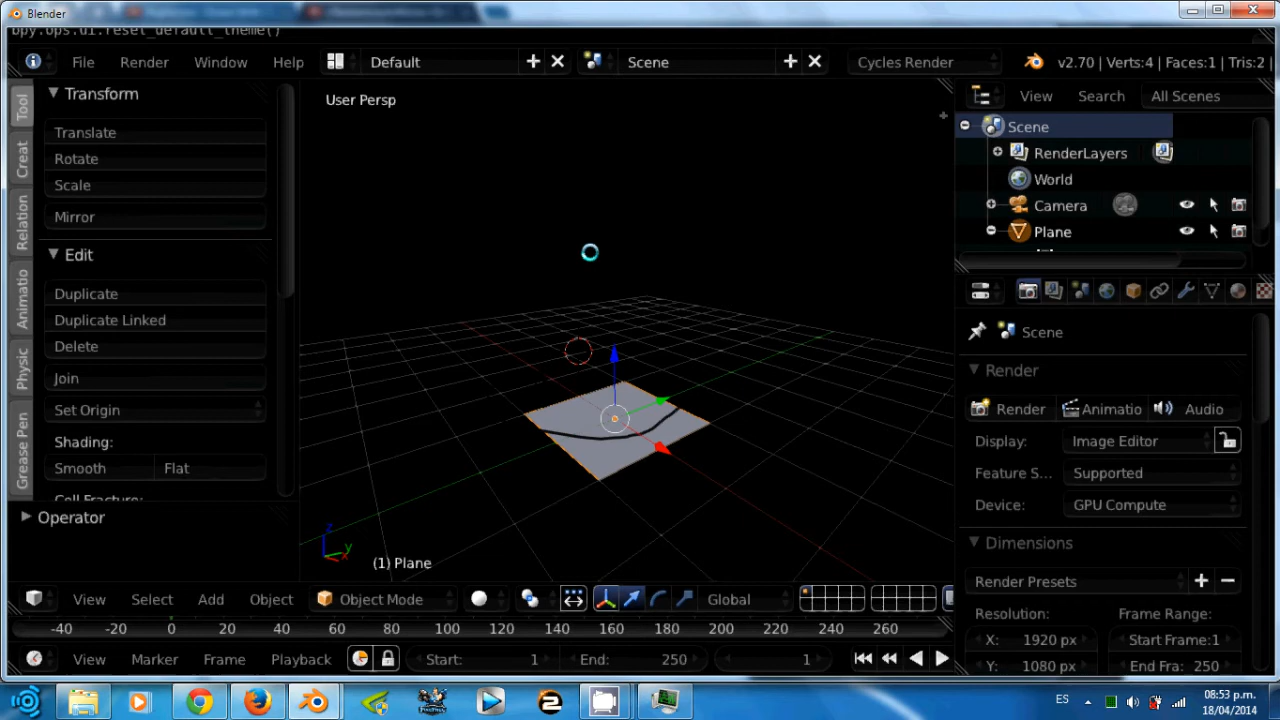 Blender
bpy.ops.ui.reset_default_theme()
File Render Window Help Default Scene Cycles Render v2.70 | Verts:4 | Faces:1 | Tris:2
Tool
Creat
Relation
Animatio
Physic
Grease Pen
Transform
Translate
Rotate
Scale
Mirror
Edit
Duplicate
Duplicate Linked
Delete
Join
Set Origin
Shading:
Smooth Flat
Cell Fracture:
Operator
User Persp
z
y
x
(1) Plane
View Select Add Object Object Mode Global
-40 -20 0 20 40 60 80 100 120 140 160 180 200 220 240 260
View Marker Frame Playback Start: 1 End: 250 1
View Search All Scenes
Scene
RenderLayers
World
Camera
Plane
Scene
Render
Render Animatio Audio
Display: Image Editor
Feature S... Supported
Device: GPU Compute
Dimensions
Render Presets
Resolution: Frame Range:
X: 1920 px Start Frame:1
Y: 1080 px End Fra: 250
ES 08:53 p.m.
18/04/2014